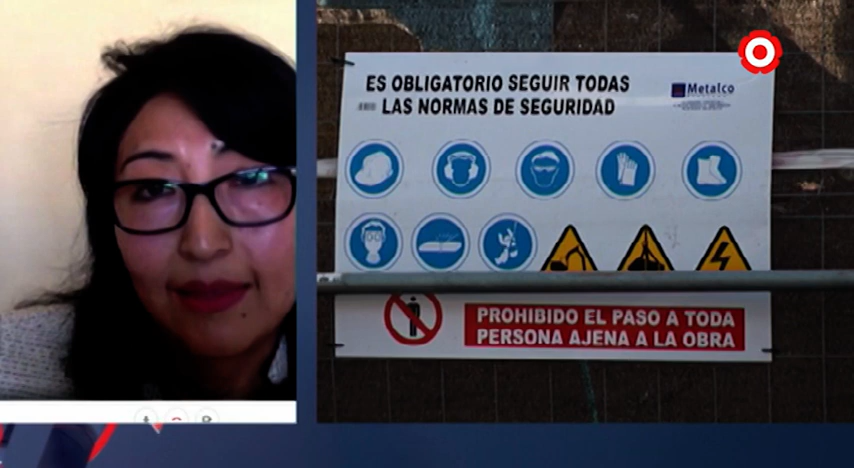 ES OBLIGATORIO SEGUIR TODAS
LAS NORMAS DE SEGURIDAD
Metalco
PROHIBIDO EL PASO A TODA
PERSONA AJENA A LA OBRA